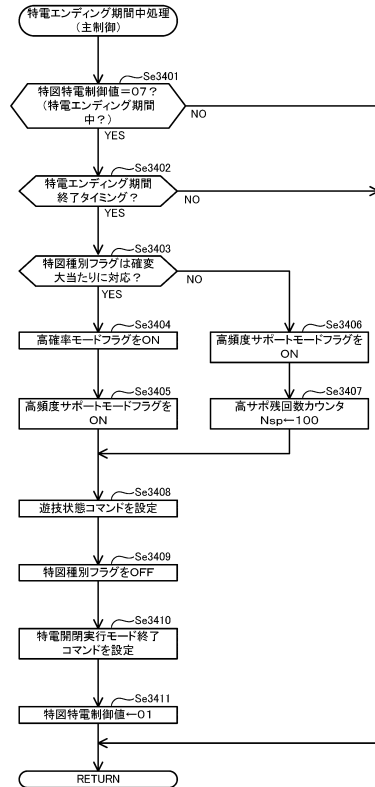 特電エンディング期間中処理
(主制御)
Se3401
特図特電制御値=07?
(特電エンディング期間
中?)
NO
YES
Se3402
特電エンディング期間
終了タイミング?
NO
YES
Se3403
特図種別フラグは確変
大当たりに対応?
NO
YES
Se3404
高確率モードフラグをON
Se3406
高頻度サポートモードフラグを
ON
Se3405
高頻度サポートモードフラグを
ON
Se3407
高サポ残回数カウンタ
Nsp←100
Se3408
遊技状態コマンドを設定
Se3409
特図種別フラグをOFF
Se3410
特電開閉実行モード終了
コマンドを設定
Se3411
特図特電制御値←01
RETURN